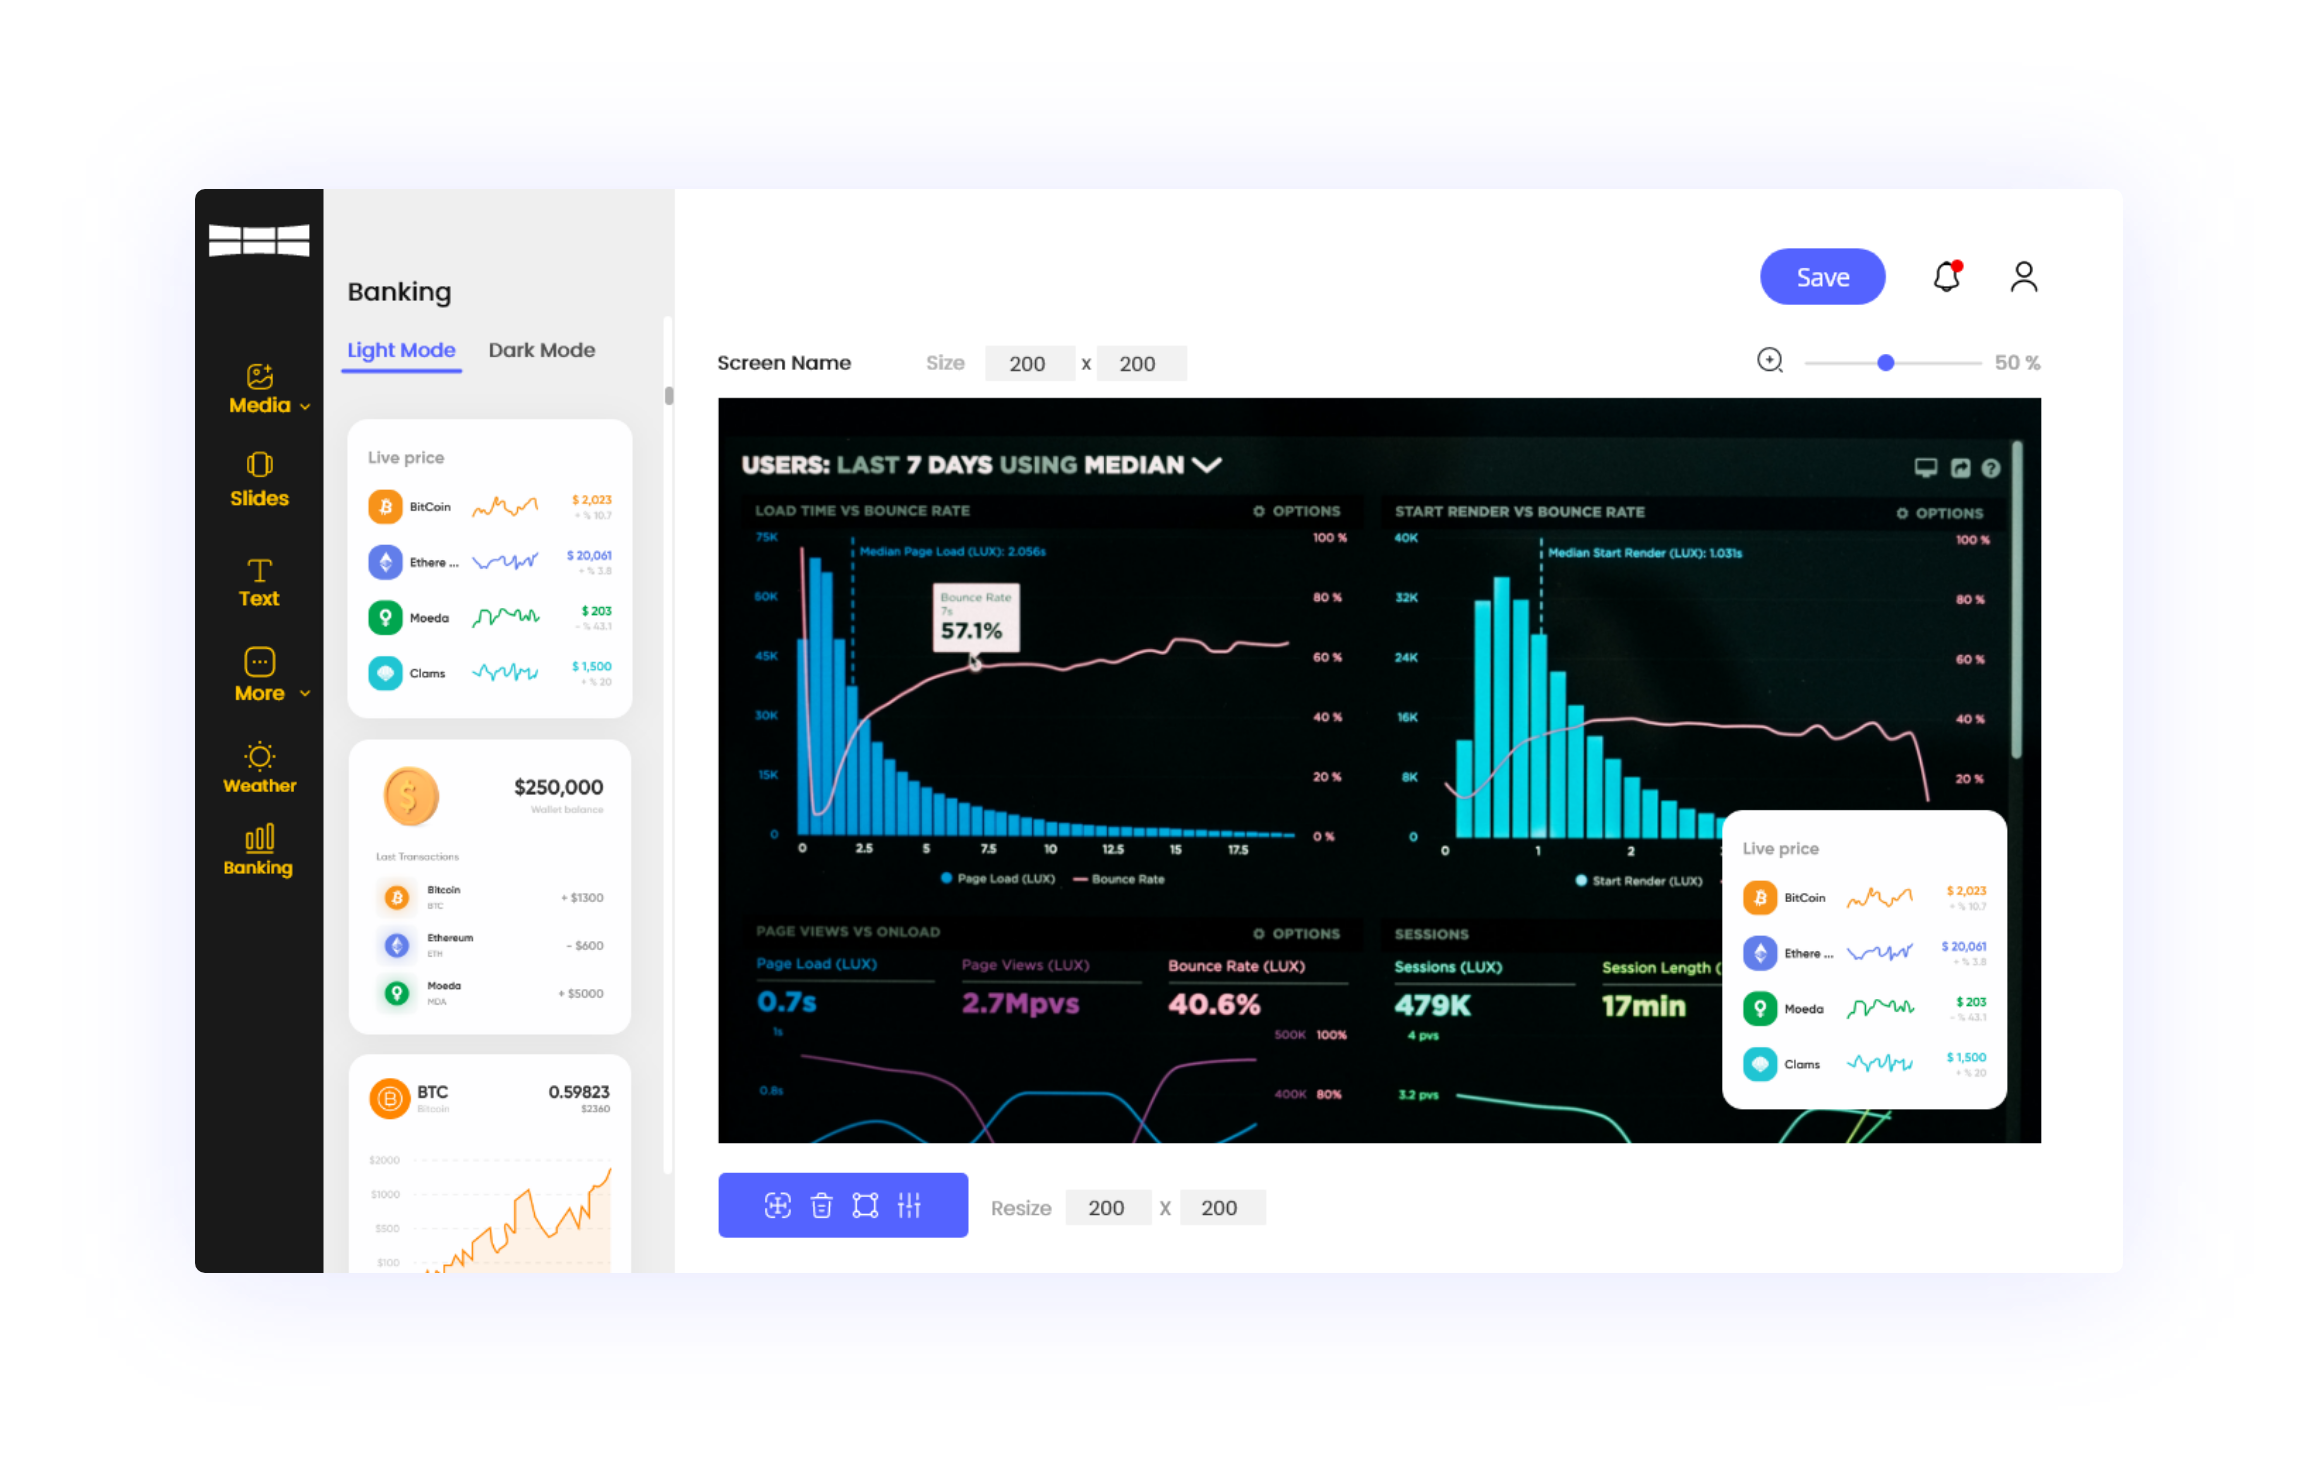 Media
Slides
Text
More
Weather
Banking
Banking
Light Mode Dark Mode
Live price
BitCoin $ 2,023
+ % 10.7
Ethere ... $ 20,061
+ % 3.8
Moeda $ 203
- % 43.1
Clams $ 1,500
+ % 20
$250,000
Wallet balance
Last Transactions
Bitcoin
BTC
+ $1300
Ethereum
ETH
- $600
Moeda
MDA
+ $5000
BTC 0.59823
Bitcoin $2360
$2000
$1000
$500
$100
Save
Screen Name Size 200 x 200 50 %
USERS: LAST 7 DAYS USING MEDIAN
LOAD TIME VS BOUNCE RATE OPTIONS
75K 100 %
Median Page Load (LUX): 2.056s
60K 80 %
Bounce Rate
7s
57.1%
45K 60 %
30K 40 %
15K 20 %
0 0 %
0 2.5 5 7.5 10 12.5 15 17.5
Page Load (LUX) Bounce Rate
START RENDER VS BOUNCE RATE OPTIONS
40K 100 %
Median Start Render (LUX): 1.031s
32K 80 %
24K 60 %
16K 40 %
8K 20 %
0
0 1 2
Start Render (LUX)
PAGE VIEWS VS ONLOAD OPTIONS
Page Load (LUX) Page Views (LUX) Bounce Rate (LUX)
0.7s 2.7Mpvs 40.6%
1s 500K 100%
0.8s 400K 80%
SESSIONS
Sessions (LUX) Session Length (
479K 17min
4 pvs
3.2 pvs
Live price
BitCoin $ 2,023
+ % 10.7
Ethere ... $ 20,061
+ % 3.8
Moeda $ 203
- % 43.1
Clams $ 1,500
+ % 20
Resize 200 X 200